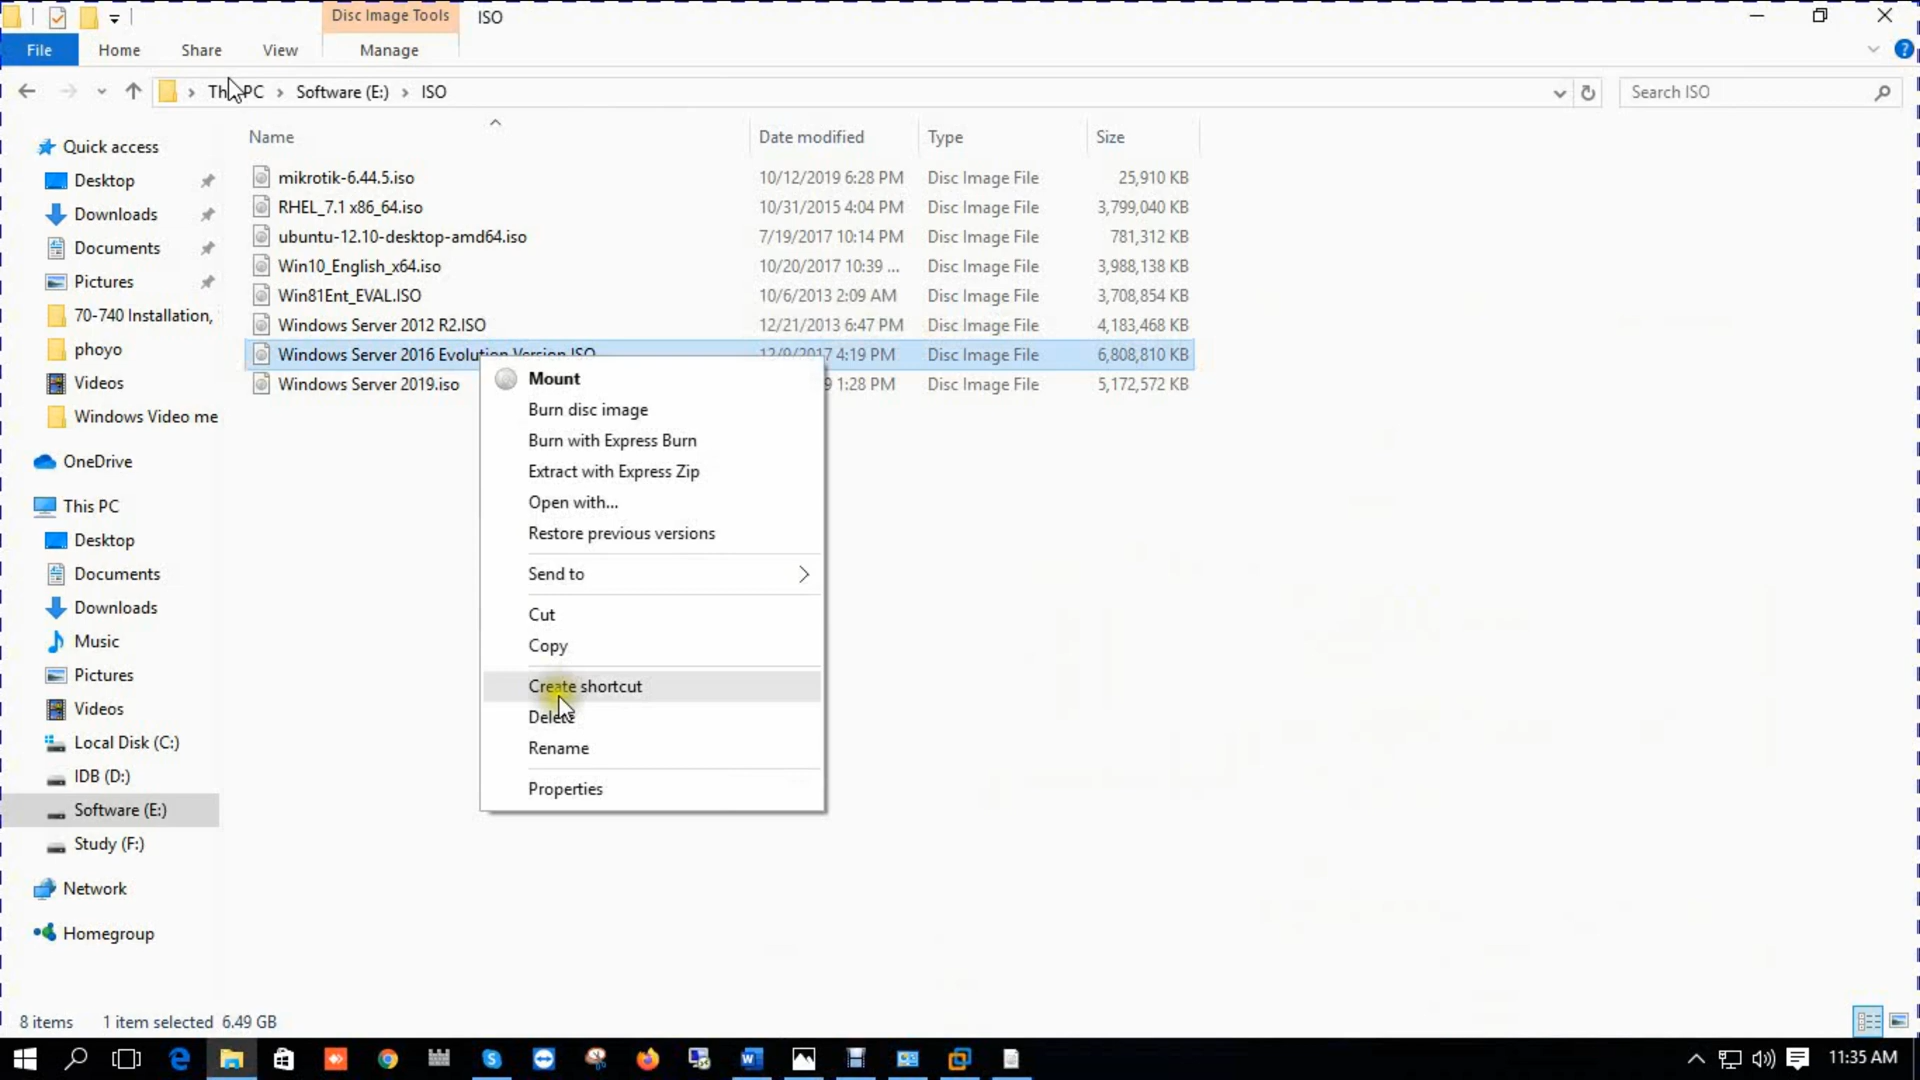 Disc Image Tools
ISO
File
Home
Share
View
Manage
This PC
Software (E:)
ISO
Search ISO
Name
Date modified
Type
Size
Quick access
Desktop
Downloads
Documents
Pictures
70-740 Installation,
phoyo
Videos
Windows Video me
OneDrive
This PC
Desktop
Documents
Downloads
Music
Pictures
Videos
Local Disk (C:)
IDB (D:)
Software (E:)
Study (F:)
Network
Homegroup
mikrotik-6.44.5.iso 10/12/2019 6:28 PM Disc Image File 25,910 KB
RHEL_7.1 x86_64.iso 10/31/2015 4:04 PM Disc Image File 3,799,040 KB
ubuntu-12.10-desktop-amd64.iso 7/19/2017 10:14 PM Disc Image File 781,312 KB
Win10_English_x64.iso 10/20/2017 10:39 ... Disc Image File 3,988,138 KB
Win81Ent_EVAL.ISO 10/6/2013 2:09 AM Disc Image File 3,708,854 KB
Windows Server 2012 R2.ISO 12/21/2013 6:47 PM Disc Image File 4,183,468 KB
Windows Server 2016 Evolution Version.ISO 12/9/2017 4:19 PM Disc Image File 6,808,810 KB
Windows Server 2019.iso 9 1:28 PM Disc Image File 5,172,572 KB
Mount
Burn disc image
Burn with Express Burn
Extract with Express Zip
Open with...
Restore previous versions
Send to
Cut
Copy
Create shortcut
Delete
Rename
Properties
8 items
1 item selected 6.49 GB
11:35 AM